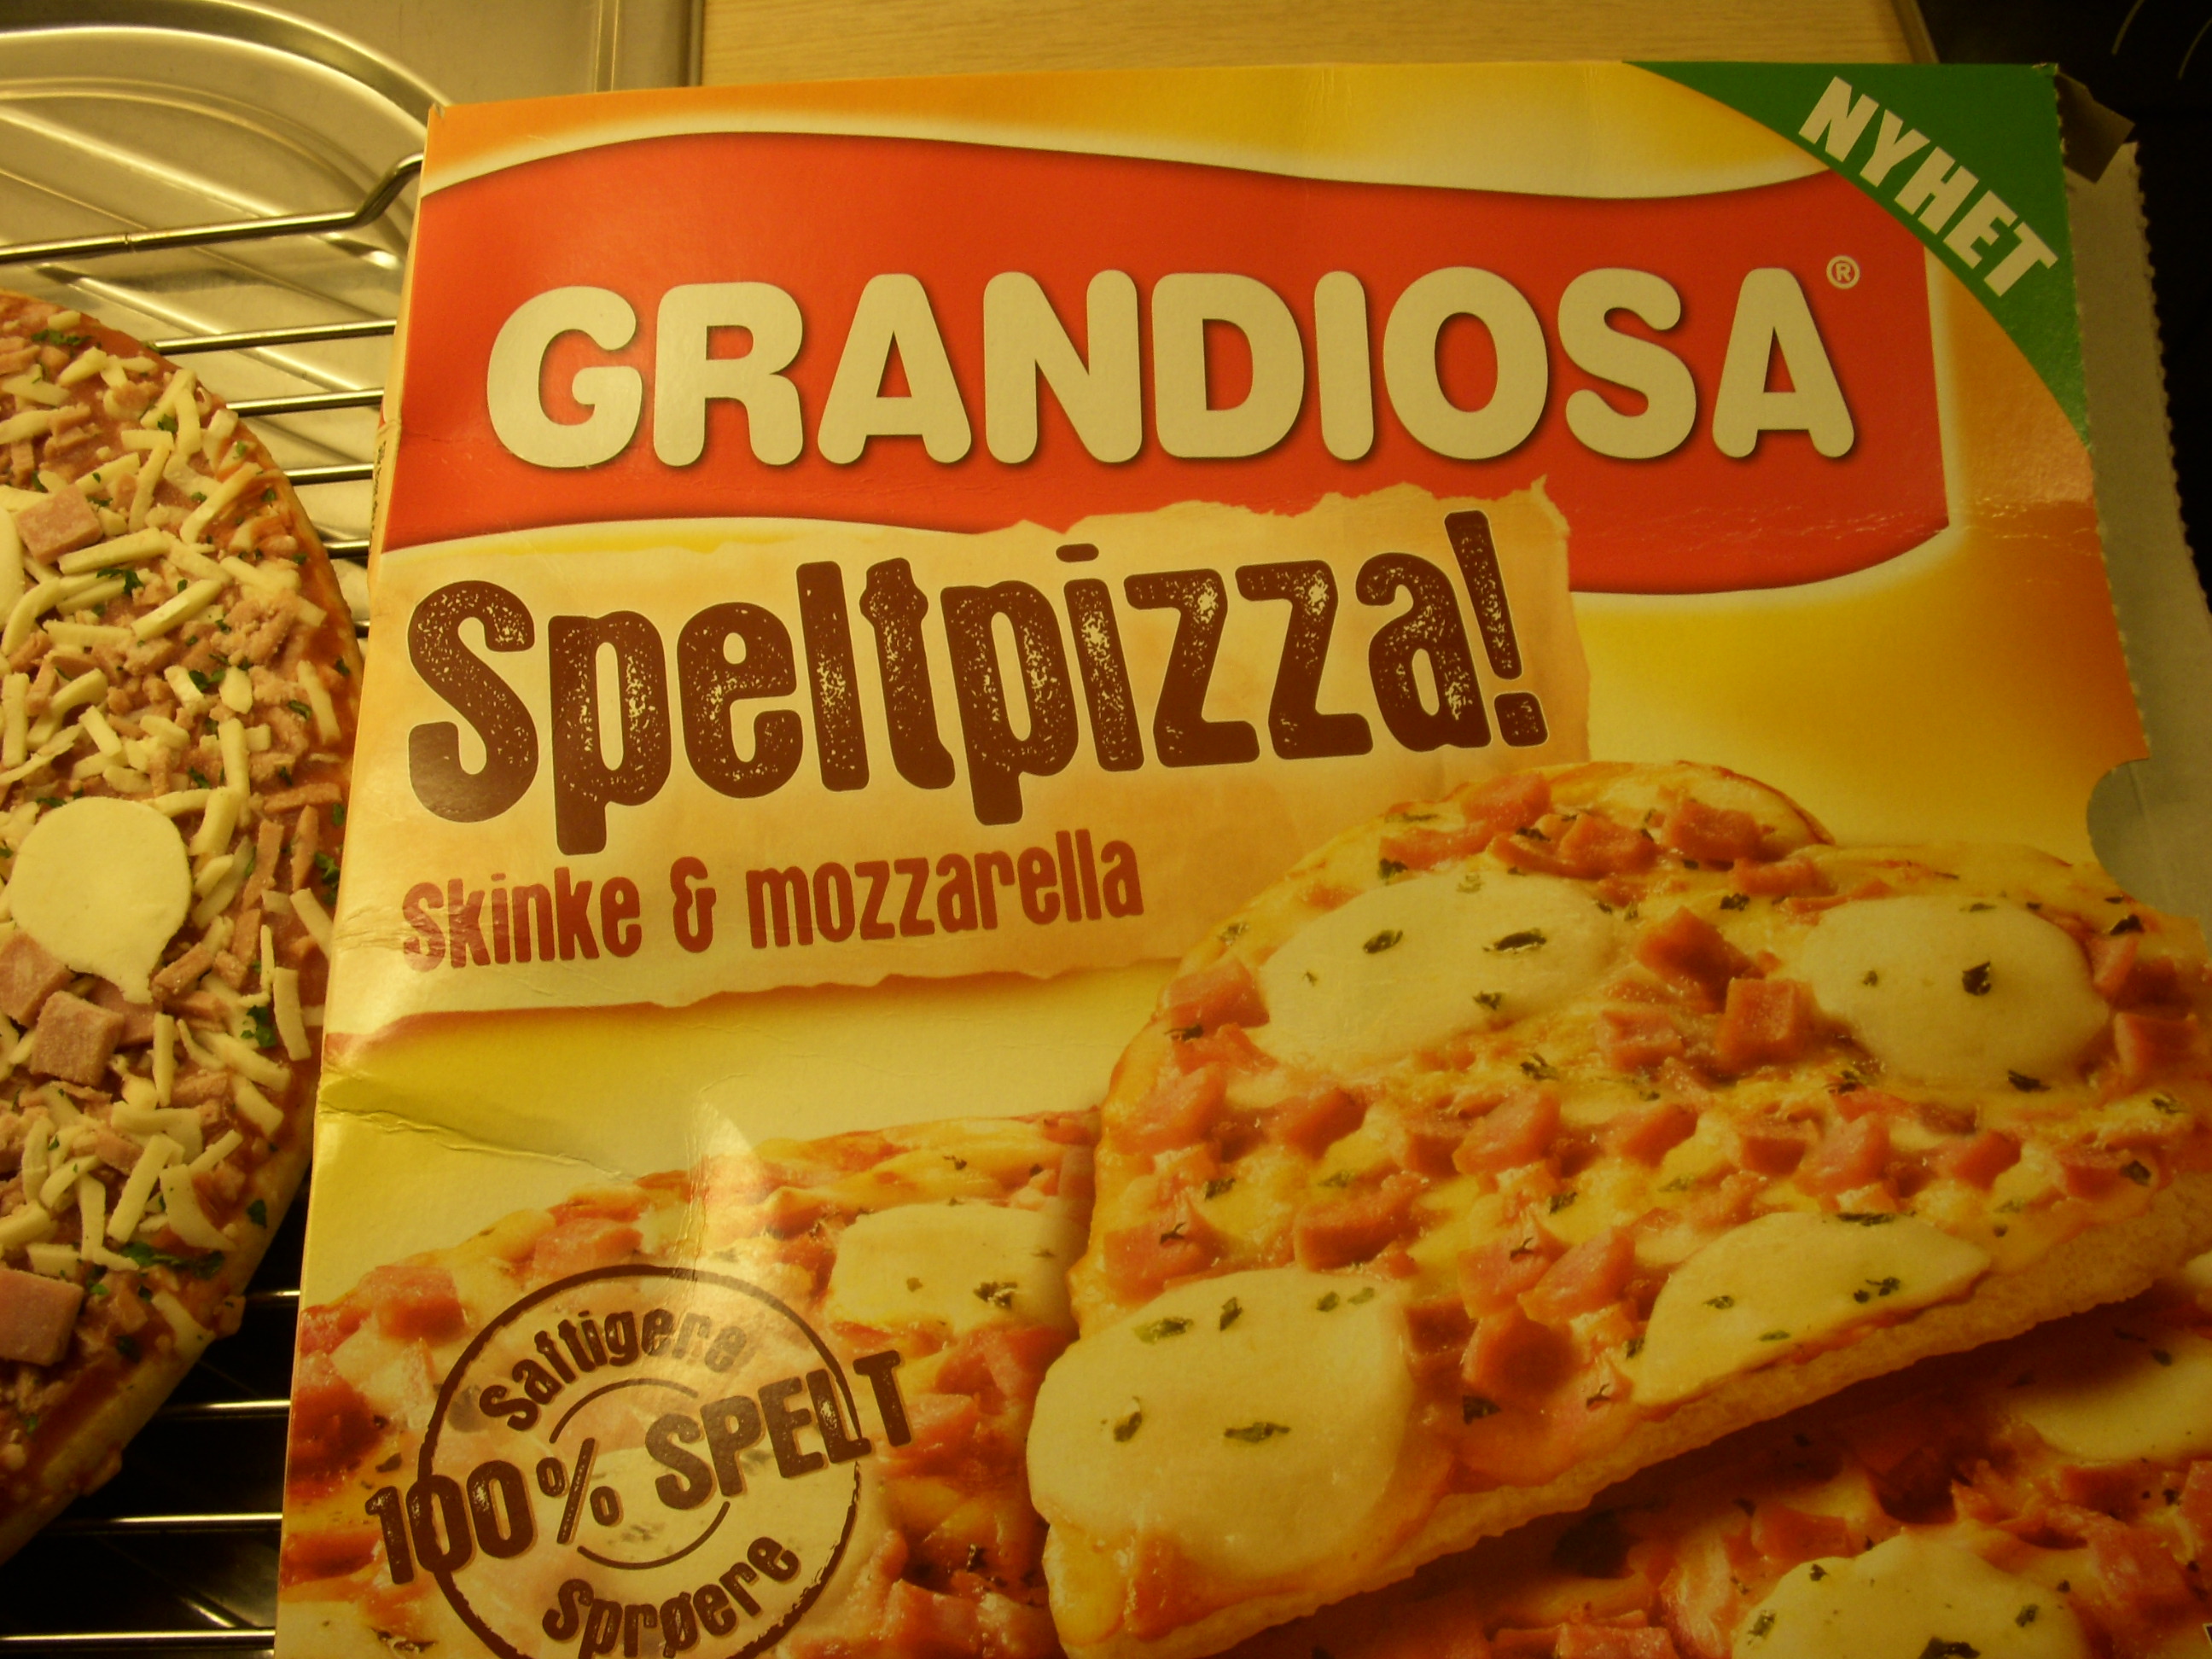 NYHET
GRANDIOSA®
Speltpizza!
Skinke & mozzarella
Saftigere
100% SPELT
Sprøere